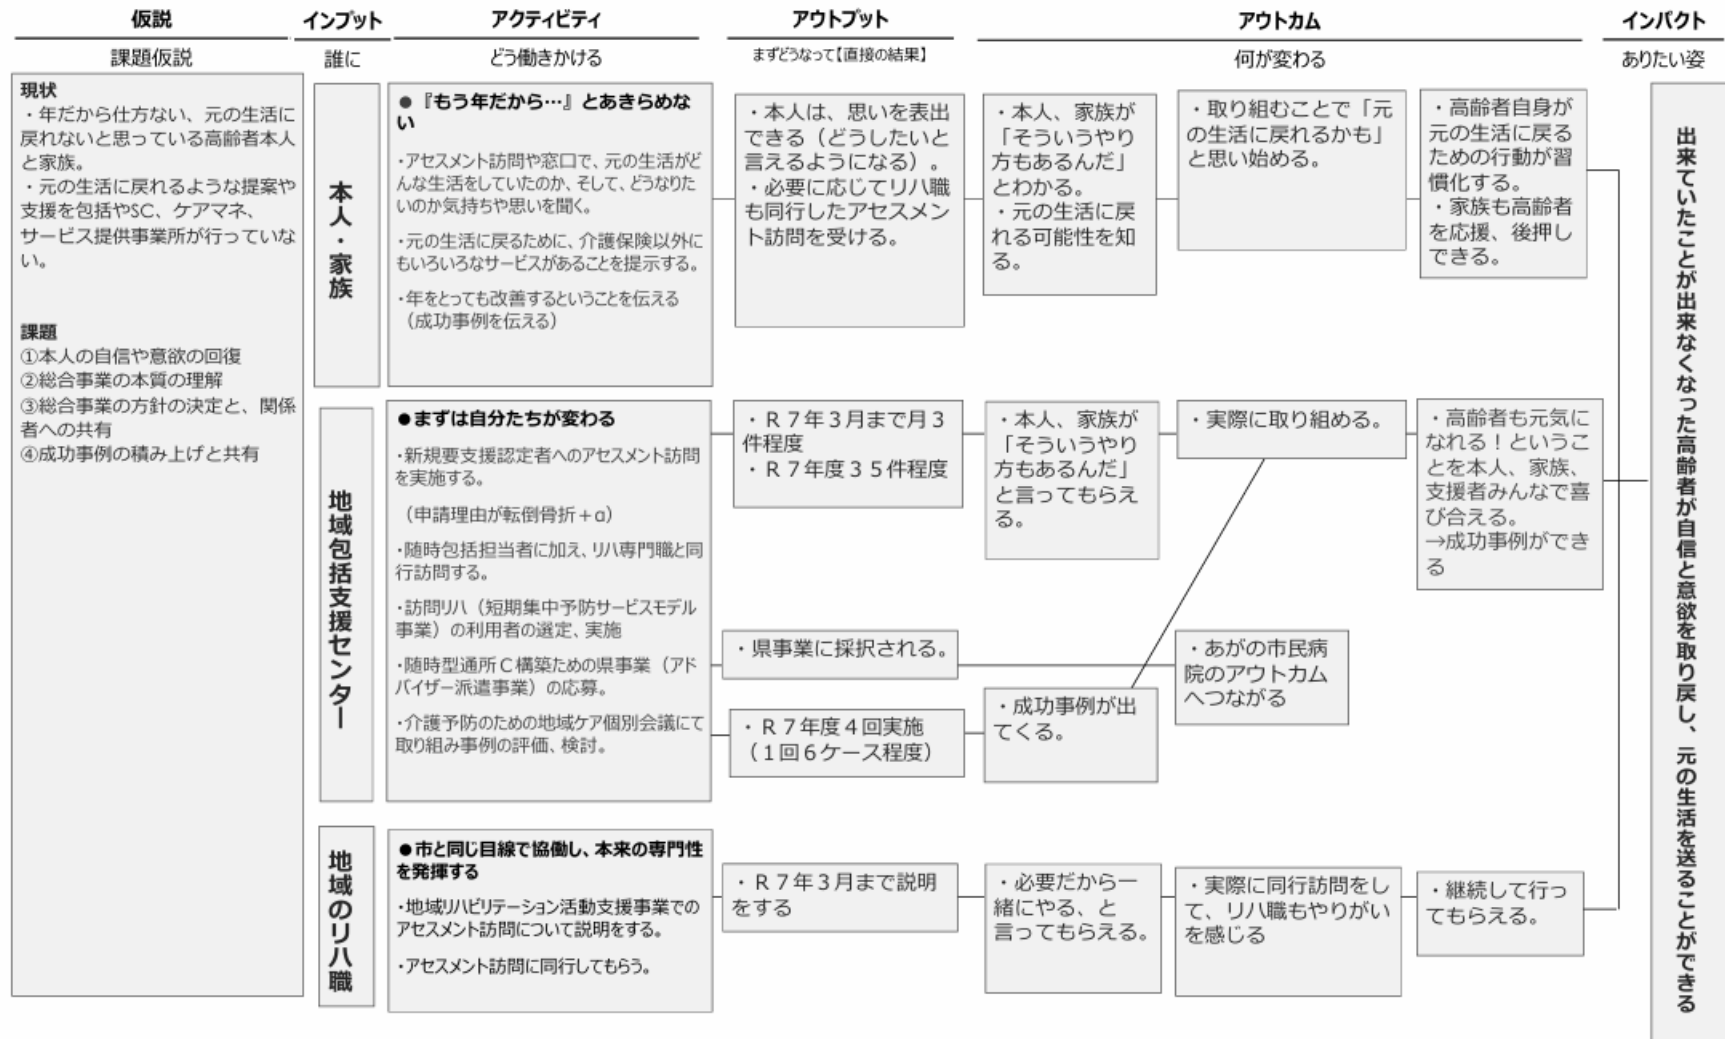 仮説
インプット
アクティビティ
アウトプット
アウトカム
インパクト
課題仮説
誰に
どう働きかける
まずどうなって【直接の結果】
何が変わる
ありたい姿
現状
・年だから仕方ない、元の生活に
戻れないと思っている高齢者本人
と家族。
・元の生活に戻れるような提案や
支援を包括やSC、ケアマネ、
サービス提供事業所が行っていな
い。
課題
①本人の自信や意欲の回復
②総合事業の本質の理解
③総合事業の方針の決定と、関係
者への共有
④成功事例の積み上げと共有
本人・家族
●『もう年だから…』とあきらめな
い
・アセスメント訪問や窓口で、元の生活がど
んな生活をしていたのか、そして、どうなりた
いのか気持ちや思いを聞く。
・元の生活に戻るために、介護保険以外に
もいろいろなサービスがあることを提示する。
・年をとっても改善するということを伝える
（成功事例を伝える）
・本人は、思いを表出
できる（どうしたいと
言えるようになる）。
・必要に応じてリハ職
も同行したアセスメン
ト訪問を受ける。
・本人、家族が
「そういうやり
方もあるんだ」
とわかる。
・元の生活に戻
れる可能性を知
る。
・取り組むことで「元
の生活に戻れるかも」
と思い始める。
・高齢者自身が
元の生活に戻る
ための行動が習
慣化する。
・家族も高齢者
を応援、後押し
できる。
地域包括支援センター
●まずは自分たちが変わる
・新規要支援認定者へのアセスメント訪問
を実施する。
（申請理由が転倒骨折＋α）
・随時包括担当者に加え、リハ専門職と同
行訪問する。
・訪問リハ（短期集中予防サービスモデル
事業）の利用者の選定、実施
・随時型通所Ｃ構築ための県事業（アド
バイザー派遣事業）の応募。
・介護予防のための地域ケア個別会議にて
取り組み事例の評価、検討。
・Ｒ７年３月まで月３
件程度
・Ｒ７年度３５件程度
・本人、家族が
「そういうやり
方もあるんだ」
と言ってもらえ
る。
・実際に取り組める。
・高齢者も元気に
なれる！というこ
とを本人、家族、
支援者みんなで喜
び合える。
→成功事例ができ
る
・県事業に採択される。
・あがの市民病
院のアウトカム
へつながる
・Ｒ７年度４回実施
（１回６ケース程度）
・成功事例が出
てくる。
地域のリハ職
●市と同じ目線で協働し、本来の専門性
を発揮する
・地域リハビリテーション活動支援事業での
アセスメント訪問について説明をする。
・アセスメント訪問に同行してもらう。
・Ｒ７年３月まで説明
をする
・必要だから一
緒にやる、と
言ってもらえる。
・実際に同行訪問をし
て、リハ職もやりがい
を感じる
・継続して行っ
てもらえる。
出来ていたことが出来なくなった高齢者が自信と意欲を取り戻し、元の生活を送ることができる